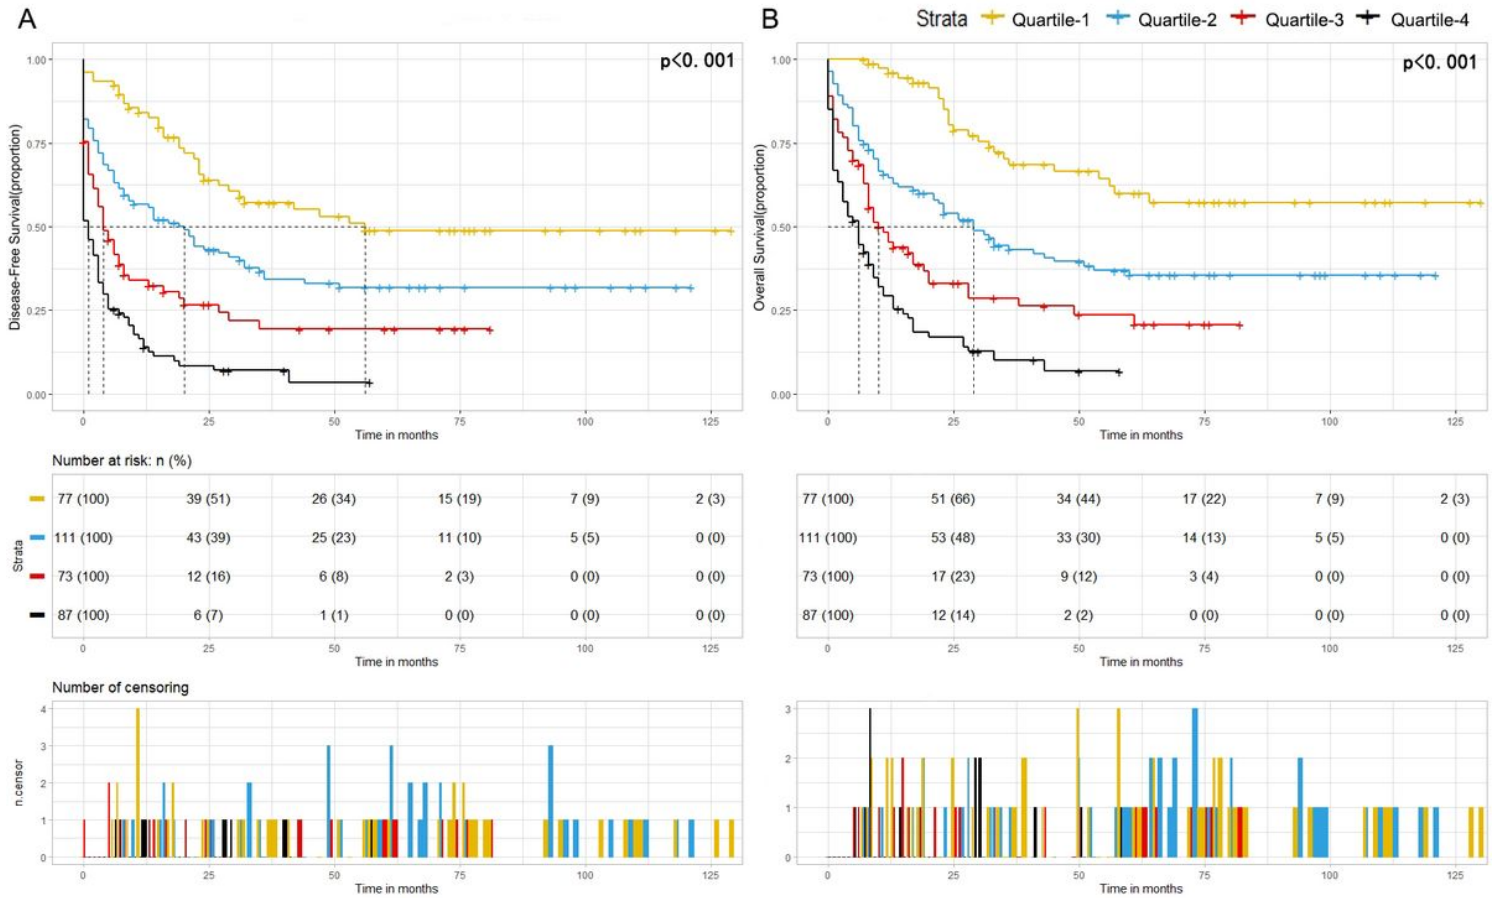 A
B
Strata Quartile-1 Quartile-2 Quartile-3 Quartile-4
Disease-Free Survival(proportion)
1.00
0.75
0.50
0.25
0.00
p<0. 001
0 25 50 75 100 125
Time in months
Overall Survival(proportion)
1.00
0.75
0.50
0.25
0.00
p<0. 001
0 25 50 75 100 125
Time in months
Number at risk: n (%)
Strata
77 (100) 39 (51) 26 (34) 15 (19) 7 (9) 2 (3)
111 (100) 43 (39) 25 (23) 11 (10) 5 (5) 0 (0)
73 (100) 12 (16) 6 (8) 2 (3) 0 (0) 0 (0)
87 (100) 6 (7) 1 (1) 0 (0) 0 (0) 0 (0)
0 25 50 75 100 125
Time in months
77 (100) 51 (66) 34 (44) 17 (22) 7 (9) 2 (3)
111 (100) 53 (48) 33 (30) 14 (13) 5 (5) 0 (0)
73 (100) 17 (23) 9 (12) 3 (4) 0 (0) 0 (0)
87 (100) 12 (14) 2 (2) 0 (0) 0 (0) 0 (0)
0 25 50 75 100 125
Time in months
Number of censoring
n.censor
4
3
2
1
0
0 25 50 75 100 125
Time in months
3
2
1
0
0 25 50 75 100 125
Time in months